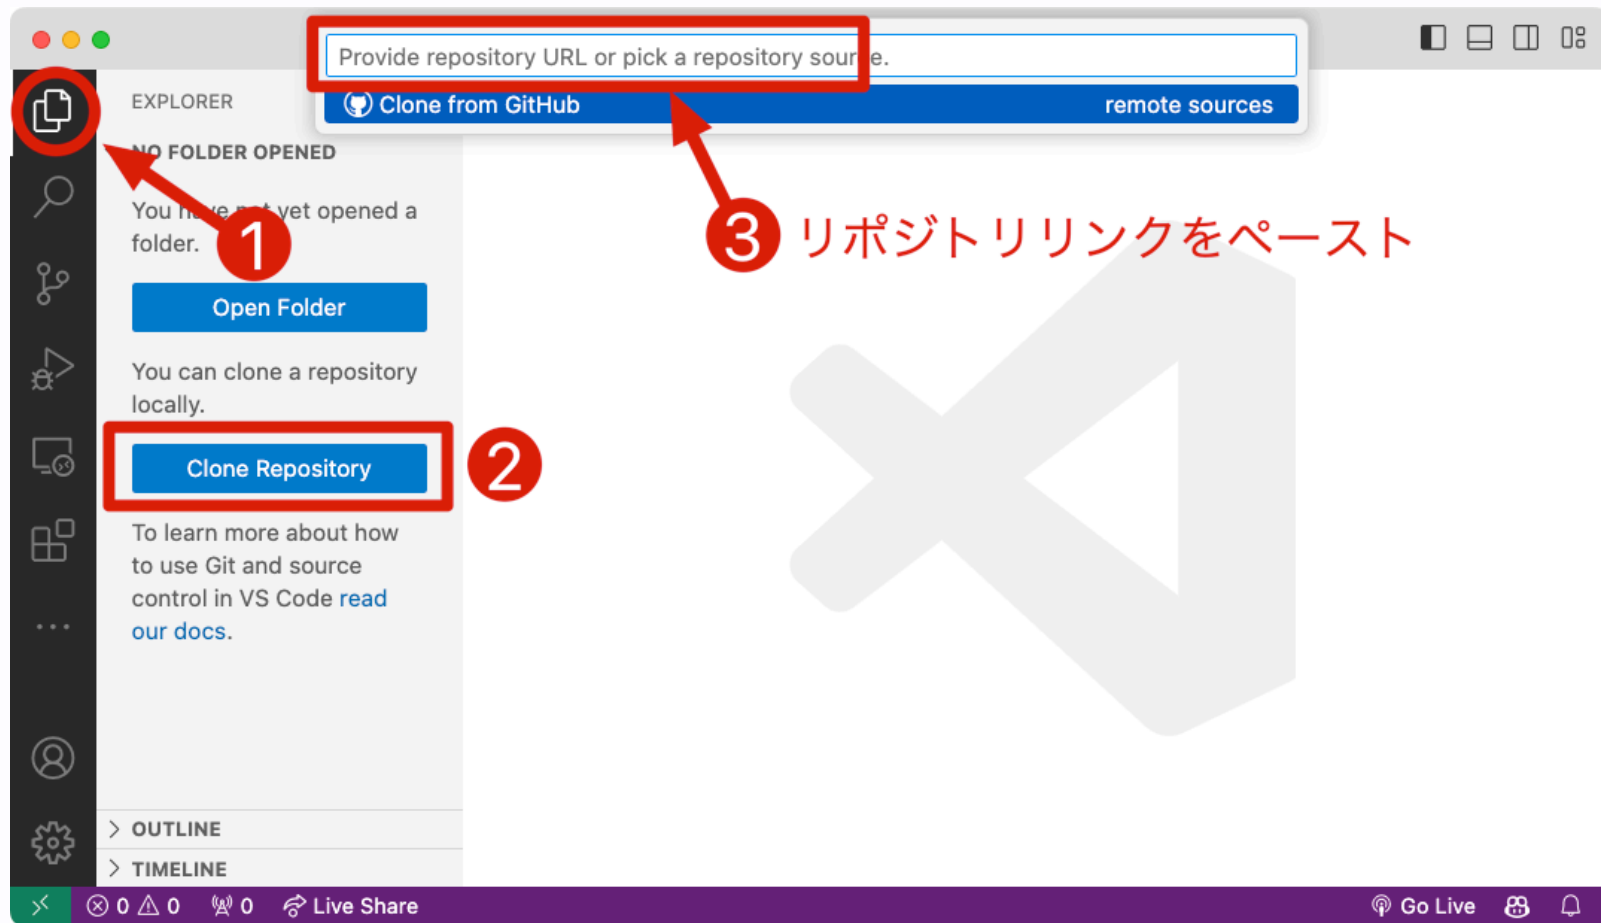 Provide repository URL or pick a repository source.
Clone from GitHub
remote sources
EXPLORER
NO FOLDER OPENED
You have not yet opened a
folder.
1
3 リポジトリリンクをペースト
Open Folder
You can clone a repository
locally.
Clone Repository
2
To learn more about how
to use Git and source
control in VS Code read
our docs.
OUTLINE
TIMELINE
0 0 0 Live Share
Go Live